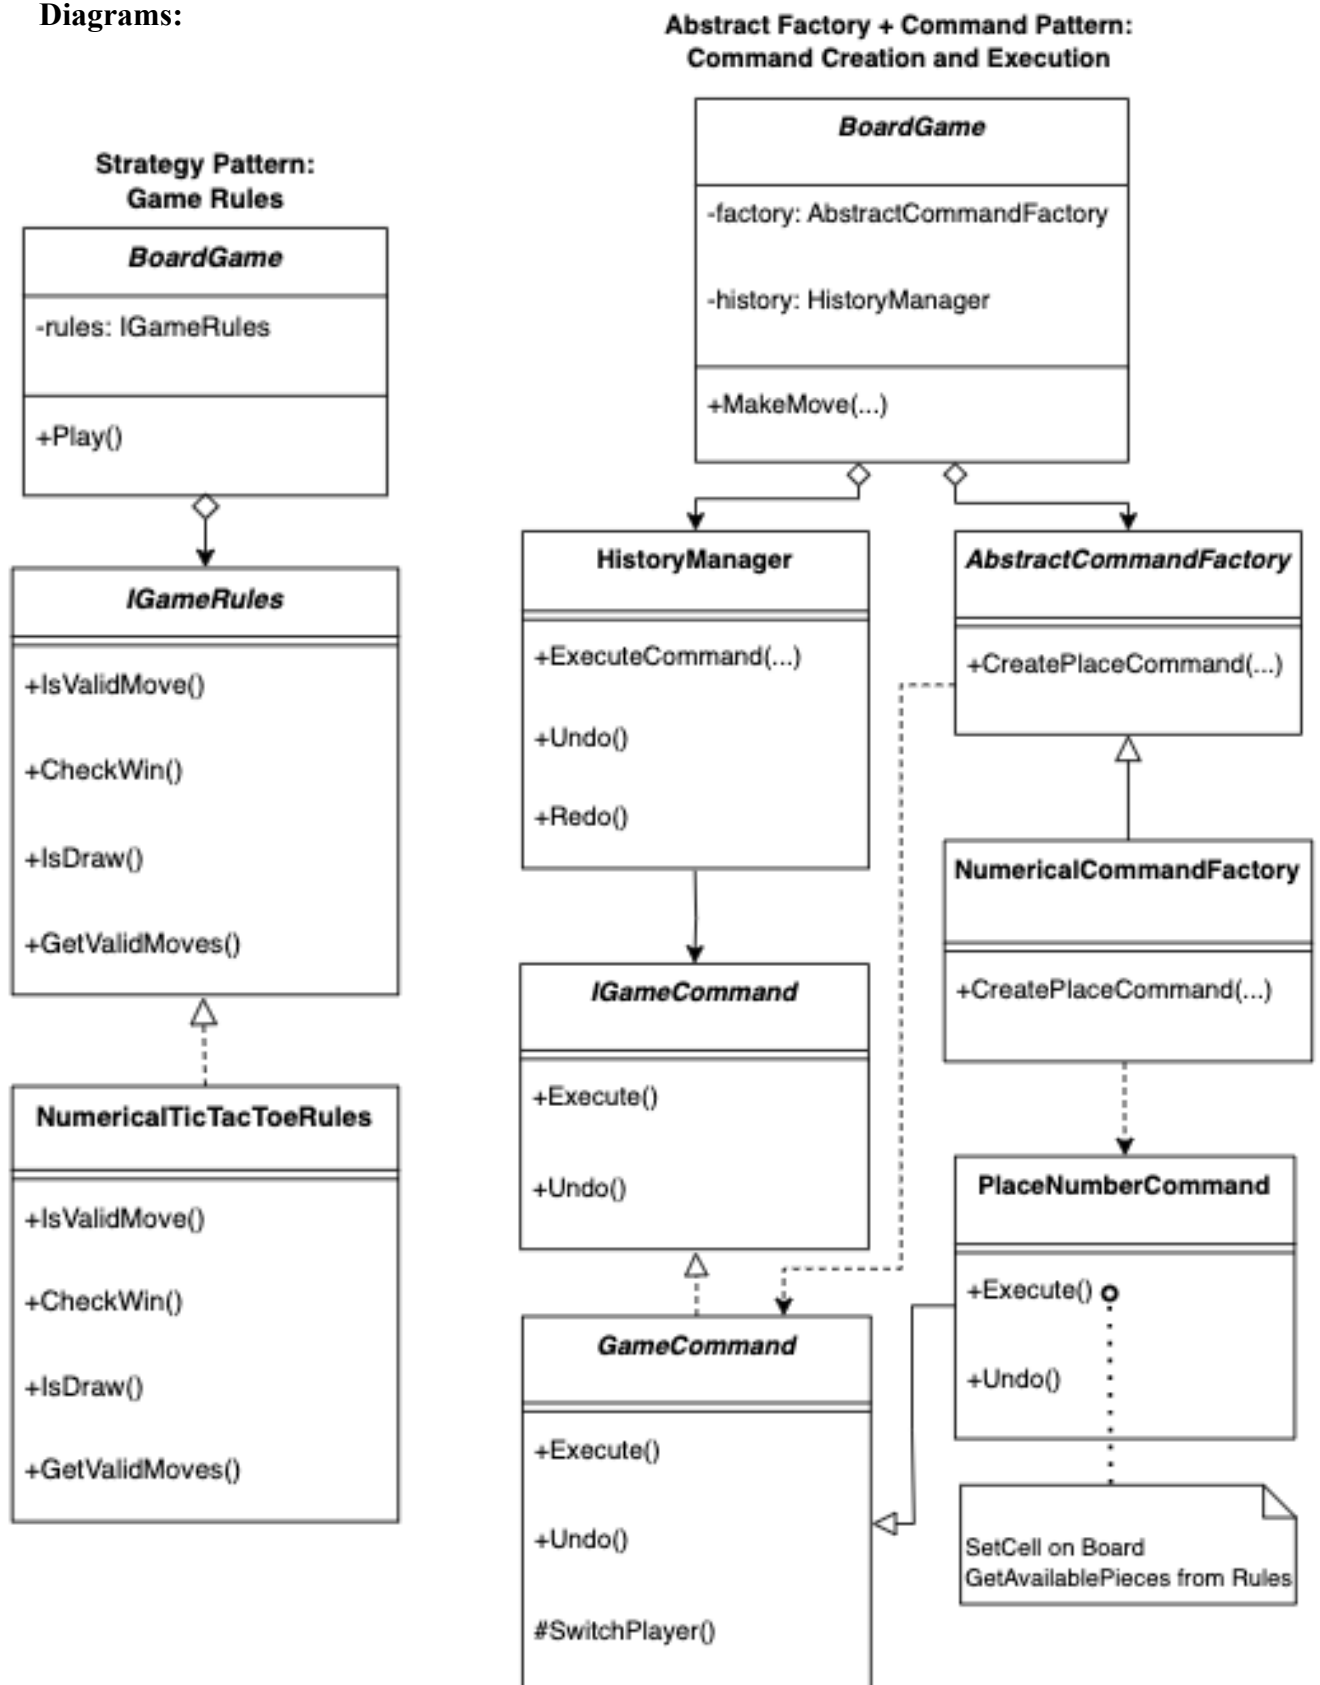 Diagrams:
Strategy Pattern:
Game Rules
BoardGame
-rules: IGameRules
+Play()
IGameRules
+IsValidMove()
+CheckWin()
+IsDraw()
+GetValidMoves()
NumericalTicTacToeRules
+IsValidMove()
+CheckWin()
+IsDraw()
+GetValidMoves()
Abstract Factory + Command Pattern:
Command Creation and Execution
BoardGame
-factory: AbstractCommandFactory
-history: HistoryManager
+MakeMove(...)
HistoryManager
+ExecuteCommand(...)
+Undo()
+Redo()
AbstractCommandFactory
+CreatePlaceCommand(...)
NumericalCommandFactory
+CreatePlaceCommand(...)
IGameCommand
+Execute()
+Undo()
PlaceNumberCommand
+Execute()
+Undo()
GameCommand
+Execute()
+Undo()
#SwitchPlayer()
SetCell on Board
GetAvailablePieces from Rules